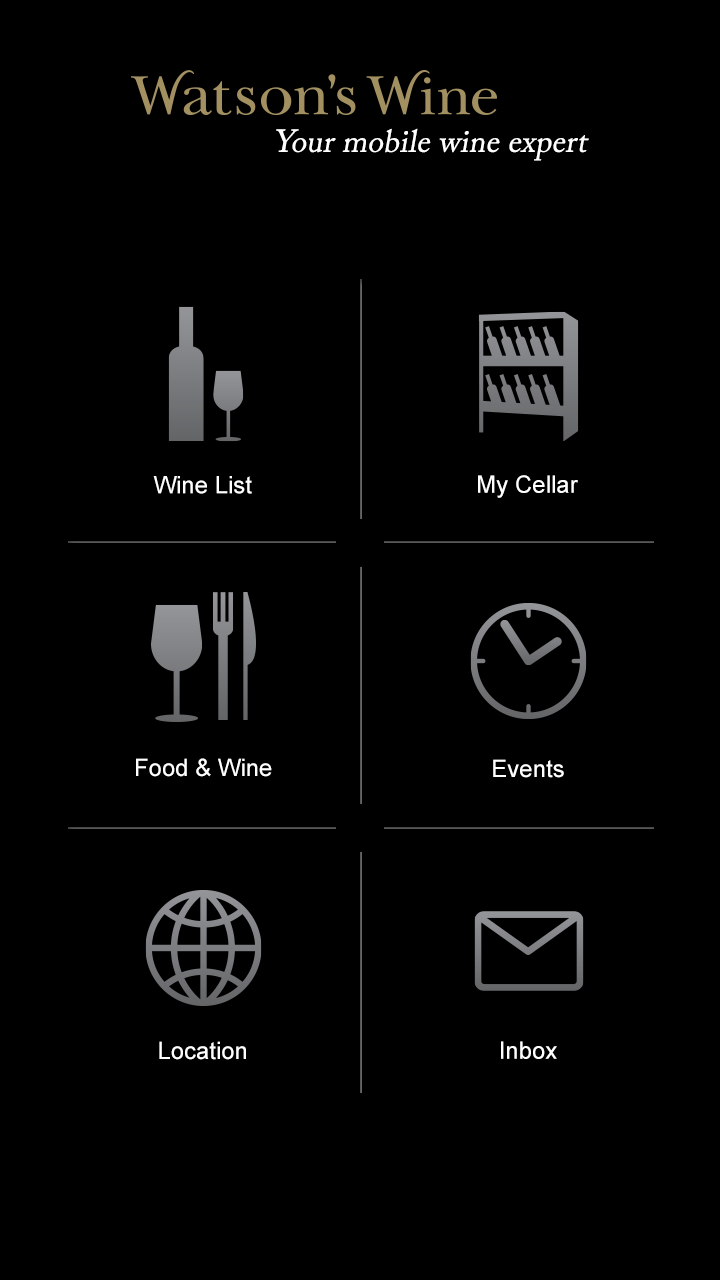 Watson's Wine
Your mobile wine expert
Wine List
My Cellar
Food & Wine
Events
Location
Inbox